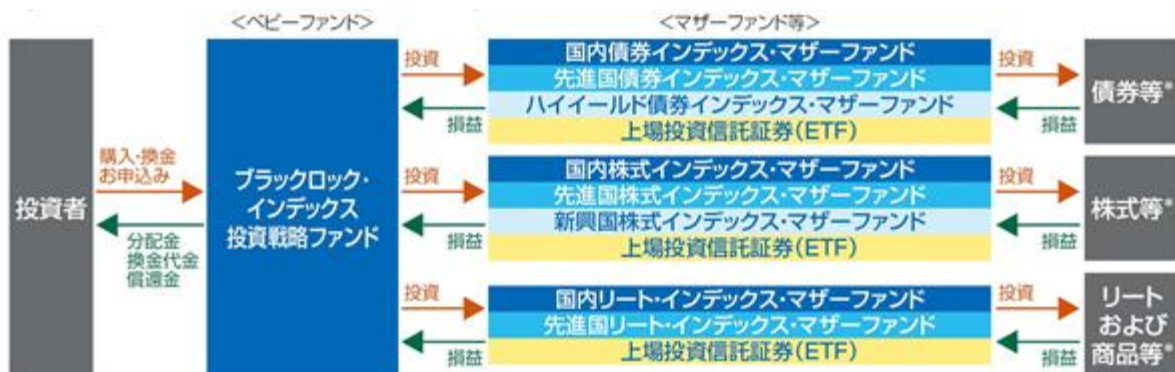 <ベビーファンド>
<マザーファンド等>
投資者
購入・換金
お申込み
分配金
換金代金
償還金
ブラックロック・
インデックス
投資戦略ファンド
投資
損益
国内債券インデックス・マザーファンド
先進国債券インデックス・マザーファンド
ハイイールド債券インデックス・マザーファンド
上場投資信託証券(ETF)
投資
損益
債券等*
投資
損益
国内株式インデックス・マザーファンド
先進国株式インデックス・マザーファンド
新興国株式インデックス・マザーファンド
上場投資信託証券(ETF)
投資
損益
株式等*
投資
損益
国内リート・インデックス・マザーファンド
先進国リート・インデックス・マザーファンド
上場投資信託証券(ETF)
投資
損益
リート
および
商品等*